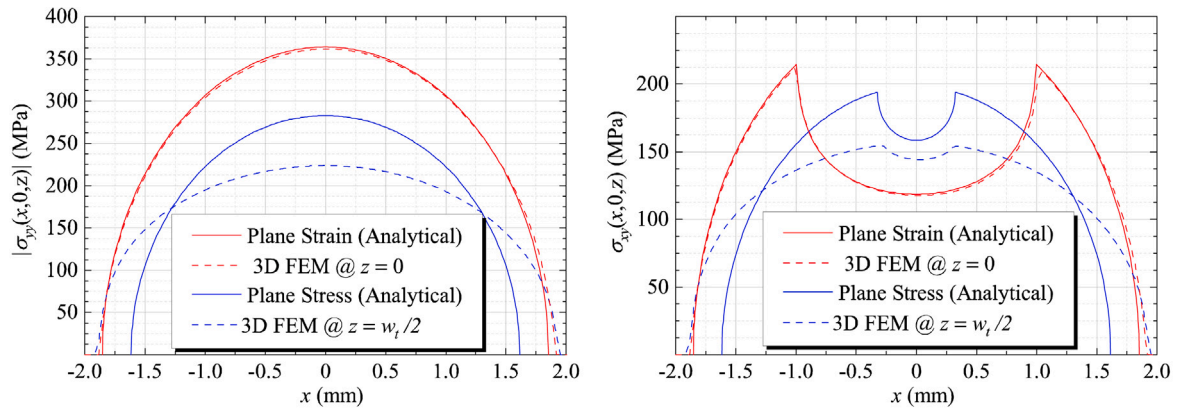 400
350
300
250
200
150
100
50
|σyy(x,0,z)| (MPa)
Plane Strain (Analytical)
3D FEM @ z = 0
Plane Stress (Analytical)
3D FEM @ z = wt /2
-2.0 -1.5 -1.0 -0.5 0.0 0.5 1.0 1.5 2.0
x (mm)
200
150
100
50
σxy(x,0,z) (MPa)
Plane Strain (Analytical)
3D FEM @ z = 0
Plane Stress (Analytical)
3D FEM @ z = wt /2
-2.0 -1.5 -1.0 -0.5 0.0 0.5 1.0 1.5 2.0
x (mm)